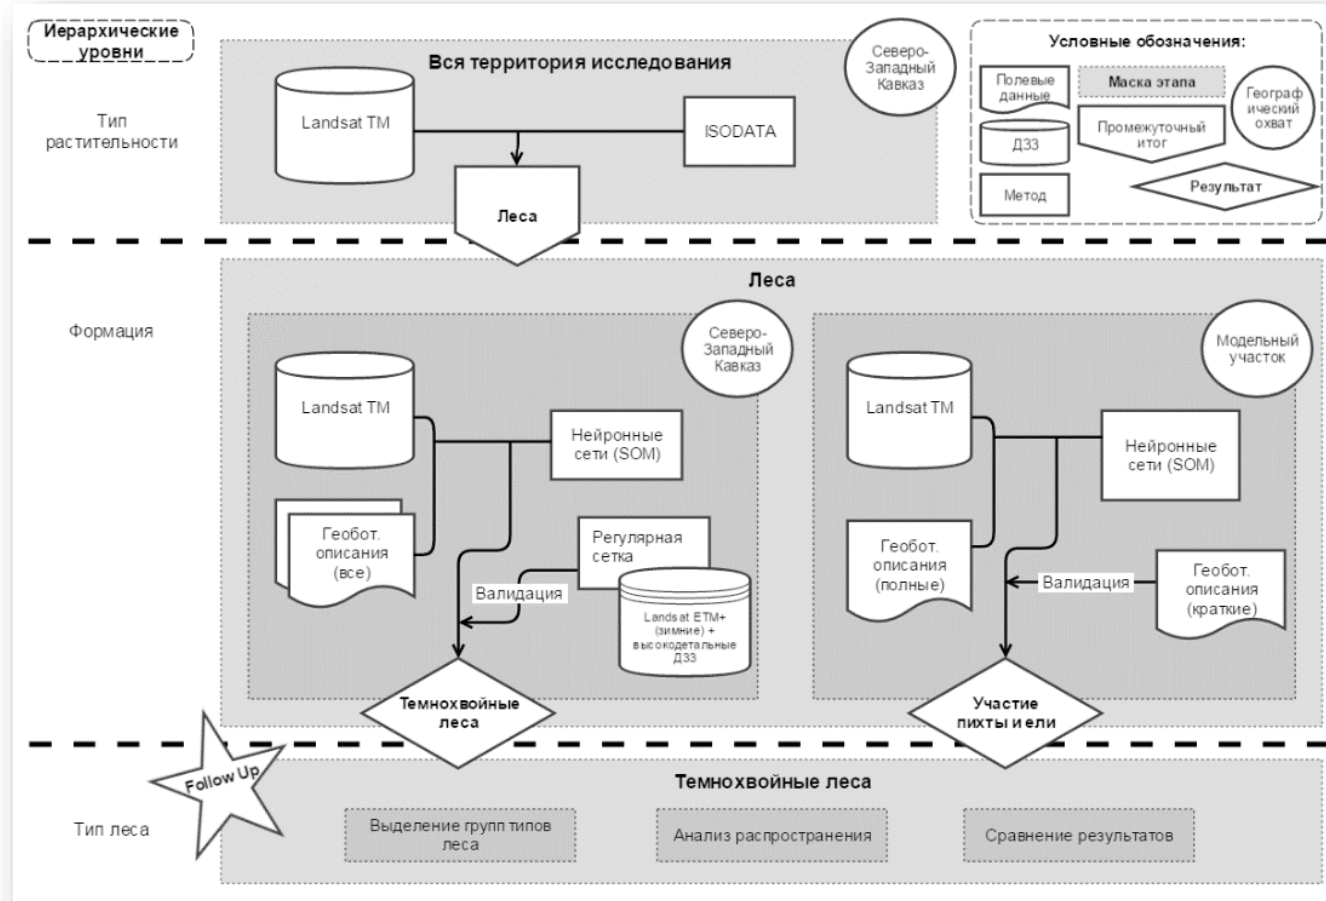 Иерархические
уровни
Вся территория исследования
Северо-
Западный
Кавказ
Условные обозначения:
Полевые
данные
Маска этапа
Географ
ический
охват
ДЗЗ
Промежуточный
итог
Метод
Результат
Тип
растительности
Landsat TM
ISODATA
Леса
Формация
Леса
Северо-
Западный
Кавказ
Landsat TM
Нейронные
сети (SOM)
Геобот.
описания
(все)
Регулярная
сетка
Валидация
Landsat ETM+
(зимние) +
высокодетальные
ДЗЗ
Темнохвойные
леса
Модельный
участок
Landsat TM
Нейронные
сети (SOM)
Геобот.
описания
(полные)
Валидация
Геобот.
описания
(краткие)
Участие
пихты и ели
Follow Up
Тип леса
Темнохвойные леса
Выделение групп типов
леса
Анализ распространения
Сравнение результатов